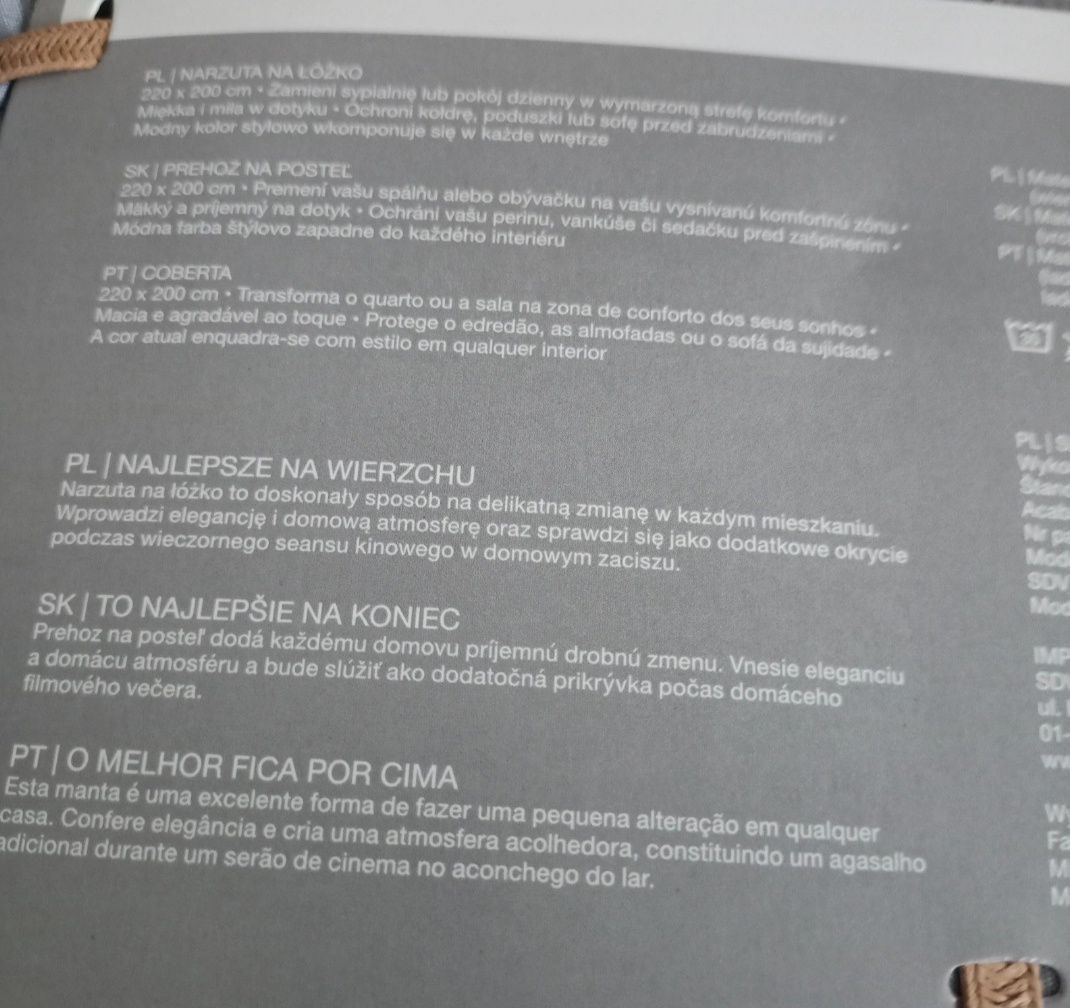 PL | NARZUTA NA ŁÓŻKO
220 x 200 cm • Zamieni sypialnię lub pokój dzienny w wymarzoną strefę komfortu •
Miękka i miła w dotyku • Ochroni kołdrę, poduszki lub sofę przed zabrudzeniami •
Modny kolor stylowo wkomponuje się w każde wnętrze
SK | PREHOZ NA POSTEĽ
220 x 200 cm • Premení vašu spálňu alebo obývačku na vašu vysnívanú komfortnú zónu •
Mäkký a príjemný na dotyk • Ochráni vašu perinu, vankúše či sedačku pred zašpinením •
Módna farba štýlovo zapadne do každého interiéru
PT | COBERTA
220 x 200 cm • Transforma o quarto ou a sala na zona de conforto dos seus sonhos •
Macia e agradável ao toque • Protege o edredão, as almofadas ou o sofá da sujidade •
A cor atual enquadra-se com estilo em qualquer interior
PL | NAJLEPSZE NA WIERZCHU
Narzuta na łóżko to doskonały sposób na delikatną zmianę w każdym mieszkaniu.
Wprowadzi elegancję i domową atmosferę oraz sprawdzi się jako dodatkowe okrycie
podczas wieczornego seansu kinowego w domowym zaciszu.
SK | TO NAJLEPŠIE NA KONIEC
Prehoz na posteľ dodá každému domovu príjemnú drobnú zmenu. Vnesie eleganciu
a domácu atmosféru a bude slúžiť ako dodatočná prikrývka počas domáceho
filmového večera.
PT | O MELHOR FICA POR CIMA
Esta manta é uma excelente forma de fazer uma pequena alteração em qualquer
casa. Confere elegância e cria uma atmosfera acolhedora, constituindo um agasalho
adicional durante um serão de cinema no aconchego do lar.
PL |
SK |
PT |
30
PL |
SDV
ul.
01-